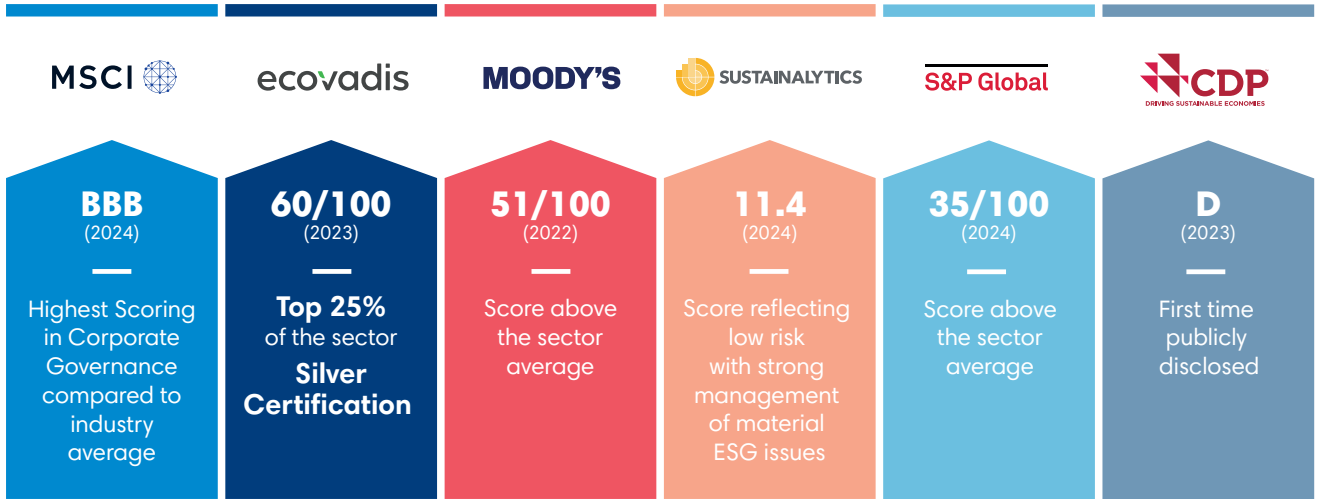 MSCI
ecovadis
MOODY'S
SUSTAINALYTICS
S&P Global
CDP
DRIVING SUSTAINABLE ECONOMIES
BBB
(2024)
Highest Scoring
in Corporate
Governance
compared to
industry
average
60/100
(2023)
Top 25%
of the sector
Silver
Certification
51/100
(2022)
Score above
the sector
average
11.4
(2024)
Score reflecting
low risk
with strong
management
of material
ESG issues
35/100
(2024)
Score above
the sector
average
D
(2023)
First time
publicly
disclosed